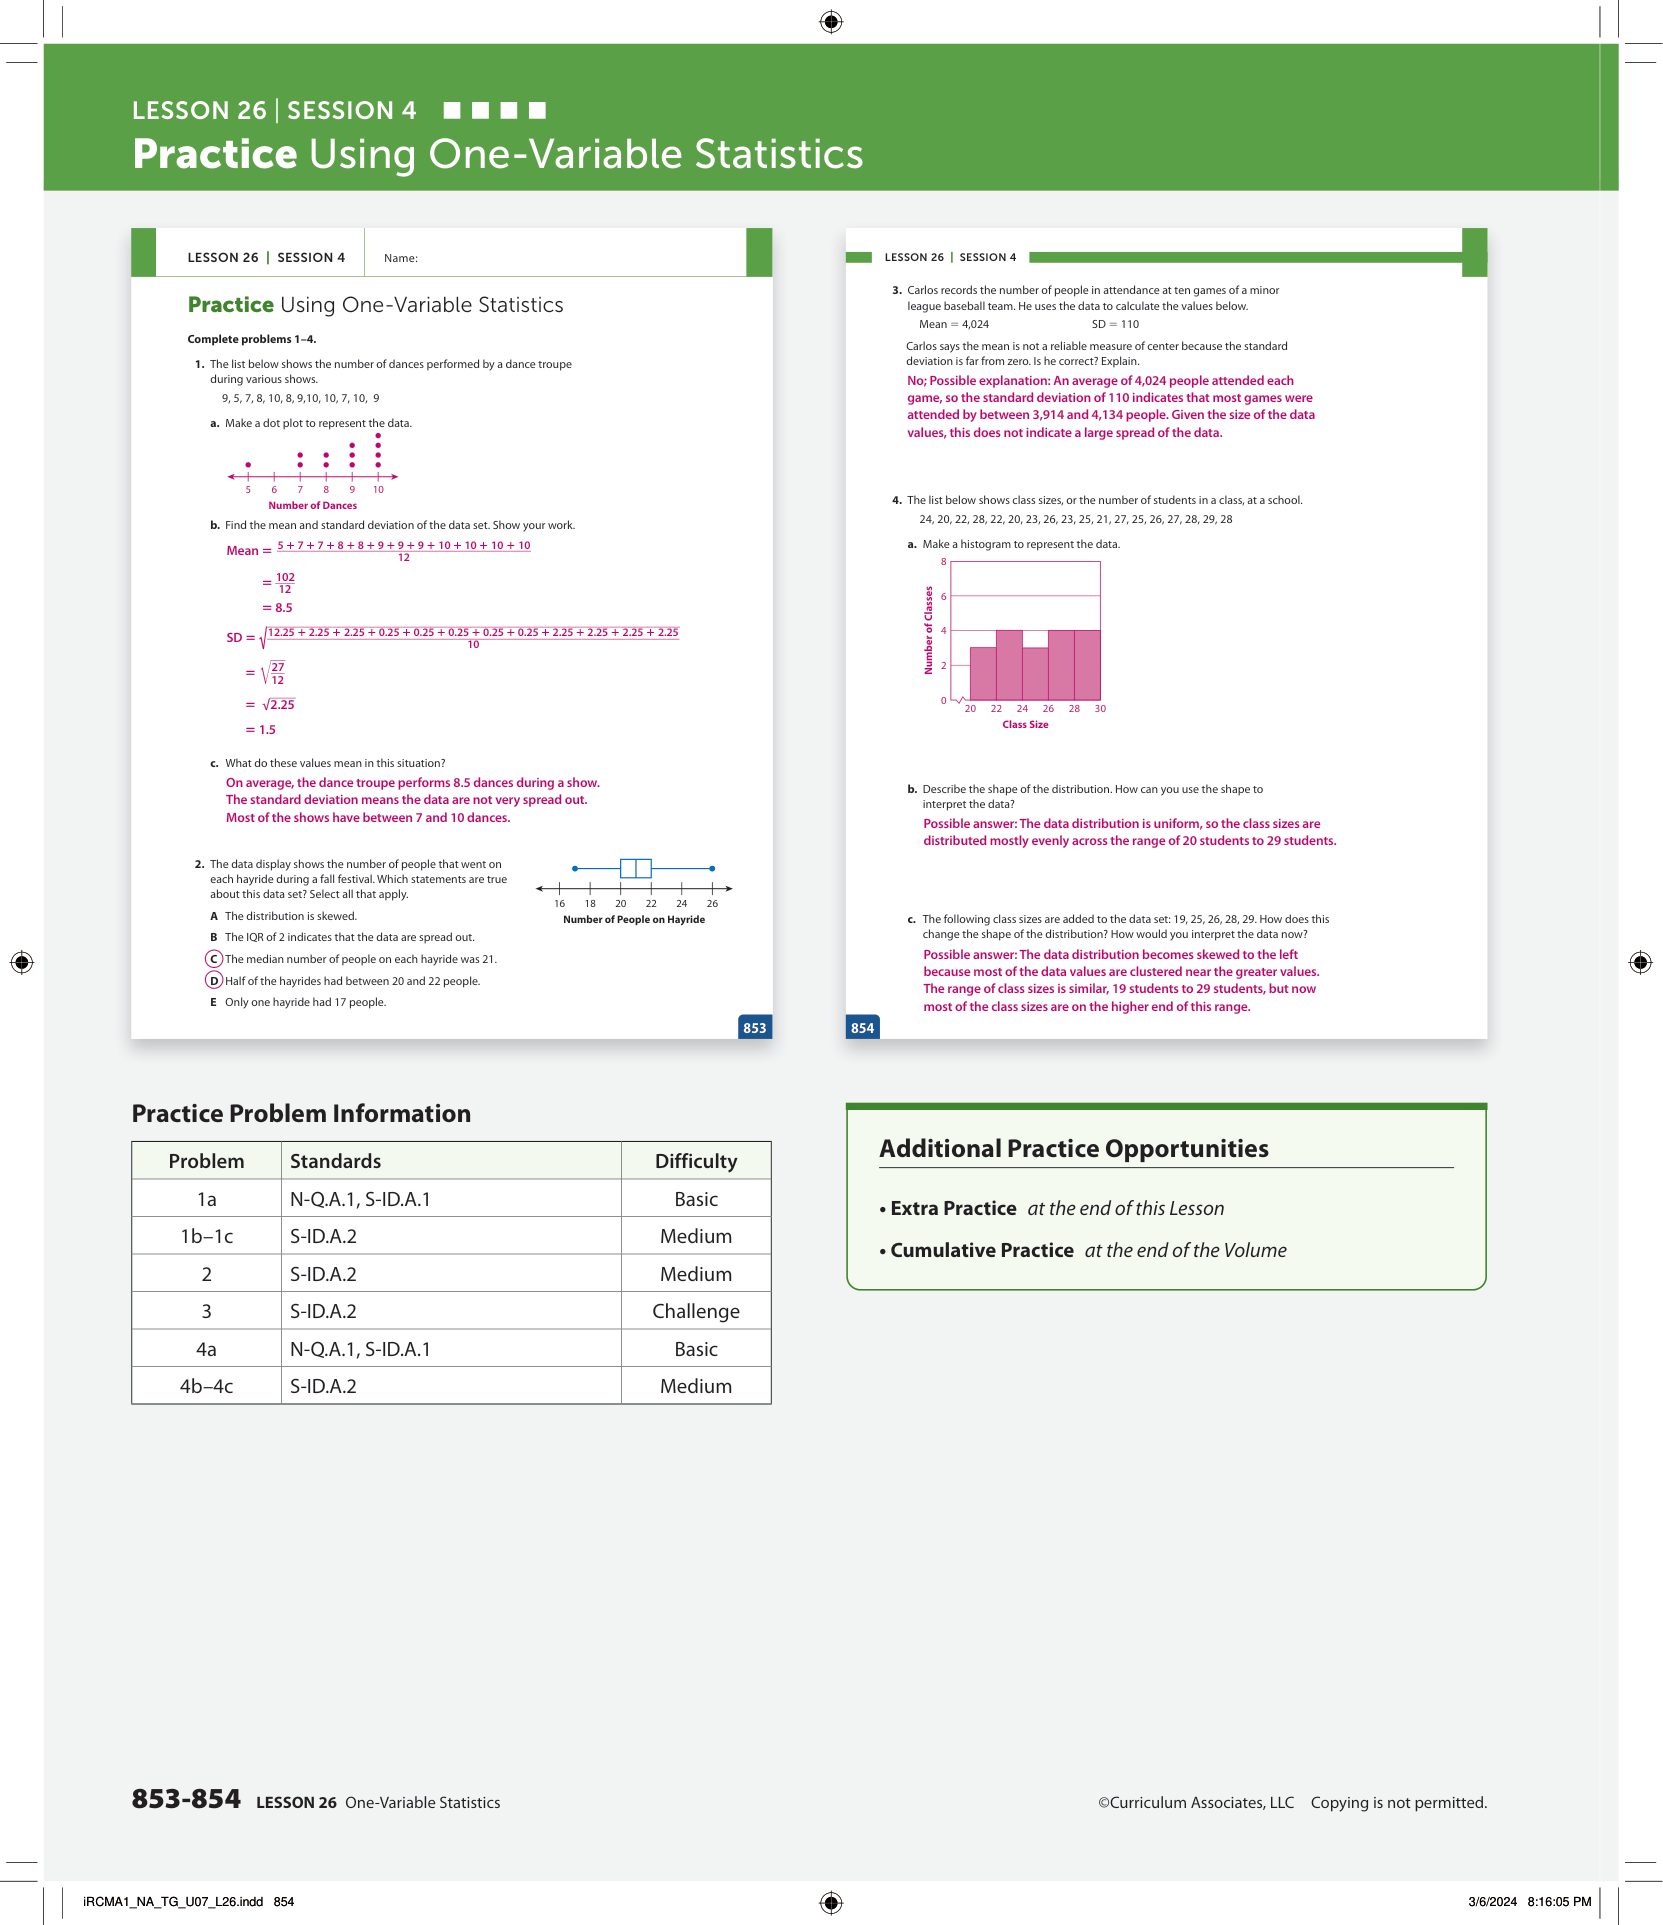 LESSON 26 | SESSION 4
Practice Using One-Variable Statistics
LESSON 26 | SESSION 4
Name:
Practice Using One-Variable Statistics
Complete problems 1–4.
1. The list below shows the number of dances performed by a dance troupe
during various shows.
9, 5, 7, 8, 10, 8, 9,10, 10, 7, 10,  9
a. Make a dot plot to represent the data.
5 6 7 8 9 10
Number of Dances
b. Find the mean and standard deviation of the data set. Show your work.
Mean = 5 + 7 + 7 + 8 + 8 + 9 + 9 + 9 + 10 + 10 + 10 + 10
12
= 102
12
= 8.5
SD = √12.25 + 2.25 + 2.25 + 0.25 + 0.25 + 0.25 + 0.25 + 0.25 + 2.25 + 2.25 + 2.25 + 2.25
10
= √27
12
= √2.25
= 1.5
c. What do these values mean in this situation?
On average, the dance troupe performs 8.5 dances during a show.
The standard deviation means the data are not very spread out.
Most of the shows have between 7 and 10 dances.
2. The data display shows the number of people that went on
each hayride during a fall festival. Which statements are true
about this data set? Select all that apply.
A The distribution is skewed.
B The IQR of 2 indicates that the data are spread out.
C The median number of people on each hayride was 21.
D Half of the hayrides had between 20 and 22 people.
E Only one hayride had 17 people.
16 18 20 22 24 26
Number of People on Hayride
853
LESSON 26 | SESSION 4
3. Carlos records the number of people in attendance at ten games of a minor
league baseball team. He uses the data to calculate the values below.
Mean = 4,024 SD = 110
Carlos says the mean is not a reliable measure of center because the standard
deviation is far from zero. Is he correct? Explain.
No; Possible explanation: An average of 4,024 people attended each
game, so the standard deviation of 110 indicates that most games were
attended by between 3,914 and 4,134 people. Given the size of the data
values, this does not indicate a large spread of the data.
4. The list below shows class sizes, or the number of students in a class, at a school.
24, 20, 22, 28, 22, 20, 23, 26, 23, 25, 21, 27, 25, 26, 27, 28, 29, 28
a. Make a histogram to represent the data.
8
6
4
2
0
Number of Classes
20 22 24 26 28 30
Class Size
b. Describe the shape of the distribution. How can you use the shape to
interpret the data?
Possible answer: The data distribution is uniform, so the class sizes are
distributed mostly evenly across the range of 20 students to 29 students.
c. The following class sizes are added to the data set: 19, 25, 26, 28, 29. How does this
change the shape of the distribution? How would you interpret the data now?
Possible answer: The data distribution becomes skewed to the left
because most of the data values are clustered near the greater values.
The range of class sizes is similar, 19 students to 29 students, but now
most of the class sizes are on the higher end of this range.
854
Practice Problem Information
Problem Standards Difficulty
1a N-Q.A.1, S-ID.A.1 Basic
1b–1c S-ID.A.2 Medium
2 S-ID.A.2 Medium
3 S-ID.A.2 Challenge
4a N-Q.A.1, S-ID.A.1 Basic
4b–4c S-ID.A.2 Medium
Additional Practice Opportunities
• Extra Practice at the end of this Lesson
• Cumulative Practice at the end of the Volume
853-854 LESSON 26 One-Variable Statistics
©Curriculum Associates, LLC Copying is not permitted.
iRCMA1_NA_TG_U07_L26.indd 854
3/6/2024 8:16:05 PM